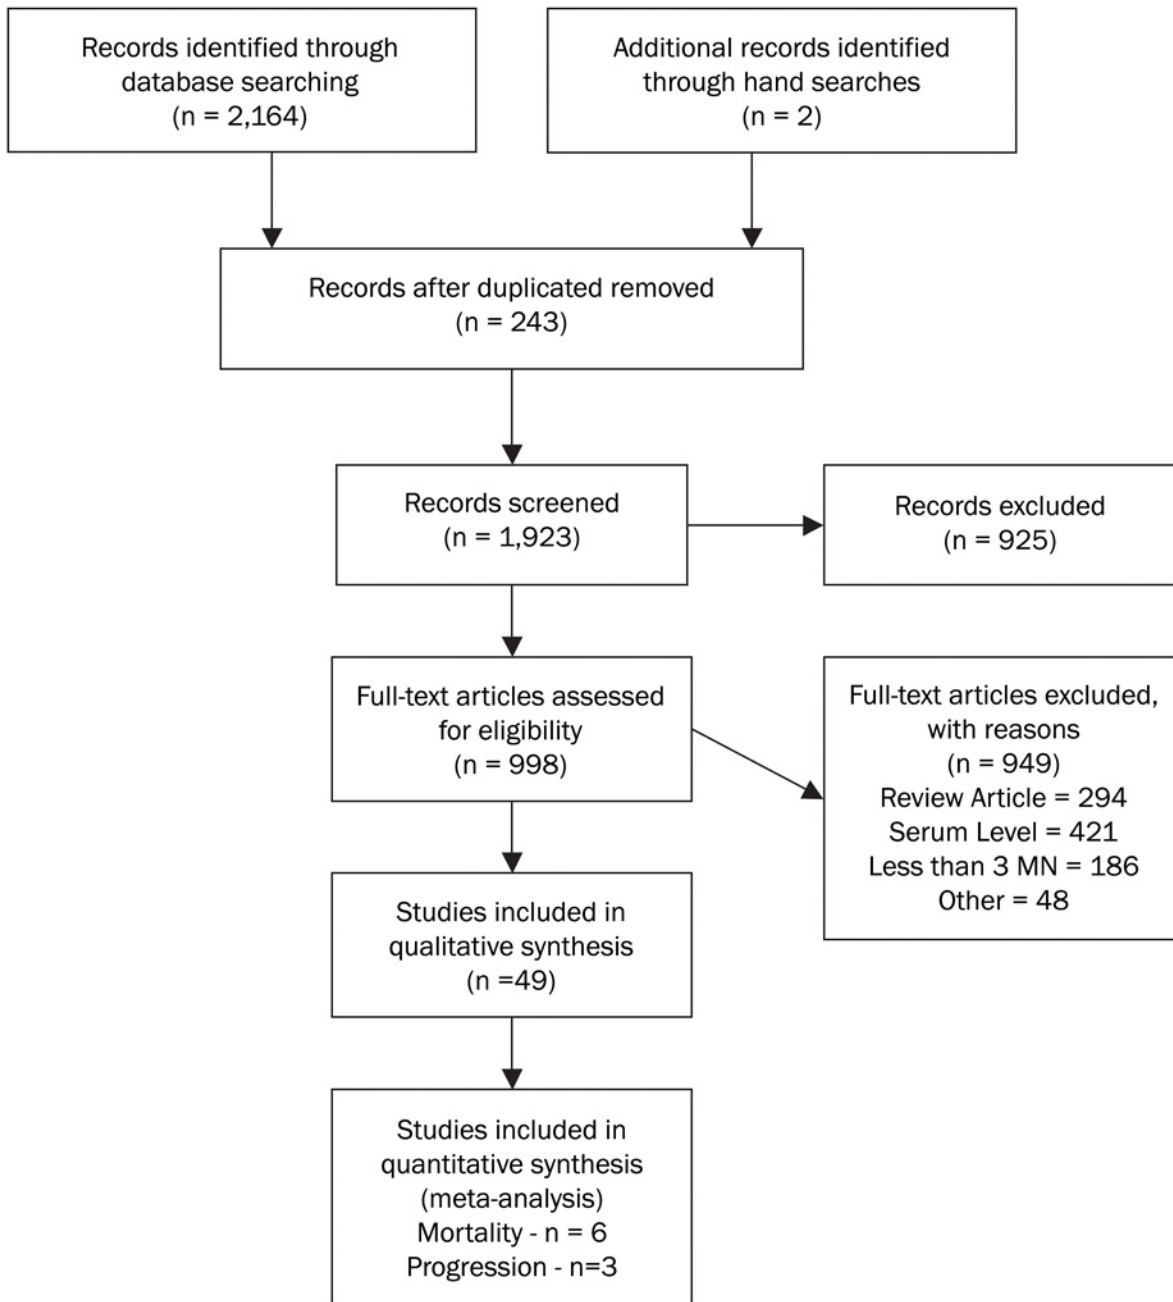 Records identified through
database searching
(n = 2,164)
Additional records identified
through hand searches
(n = 2)
Records after duplicated removed
(n = 243)
Records screened
(n = 1,923)
Records excluded
(n = 925)
Full-text articles assessed
for eligibility
(n = 998)
Full-text articles excluded,
with reasons
(n = 949)
Review Article = 294
Serum Level = 421
Less than 3 MN = 186
Other = 48
Studies included in
qualitative synthesis
(n =49)
Studies included in
quantitative synthesis
(meta-analysis)
Mortality - n = 6
Progression - n=3